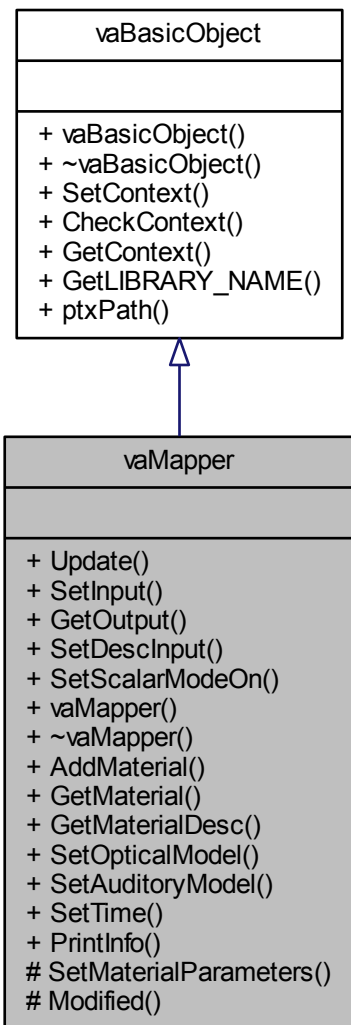 vaBasicObject
+ vaBasicObject()
+ ~vaBasicObject()
+ SetContext()
+ CheckContext()
+ GetContext()
+ GetLIBRARY_NAME()
+ ptxPath()
vaMapper
+ Update()
+ SetInput()
+ GetOutput()
+ SetDescInput()
+ SetScalarModeOn()
+ vaMapper()
+ ~vaMapper()
+ AddMaterial()
+ GetMaterial()
+ GetMaterialDesc()
+ SetOpticalModel()
+ SetAuditoryModel()
+ SetTime()
+ PrintInfo()
# SetMaterialParameters()
# Modified()